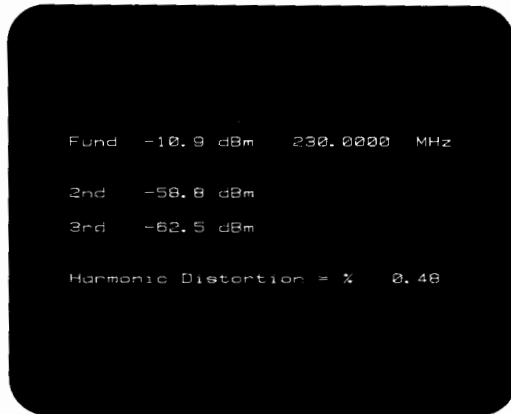 Fund -10.9 dBm 230.0000 MHz
2nd -58.8 dBm
3rd -62.5 dBm
Harmonic Distortion = % 0.48